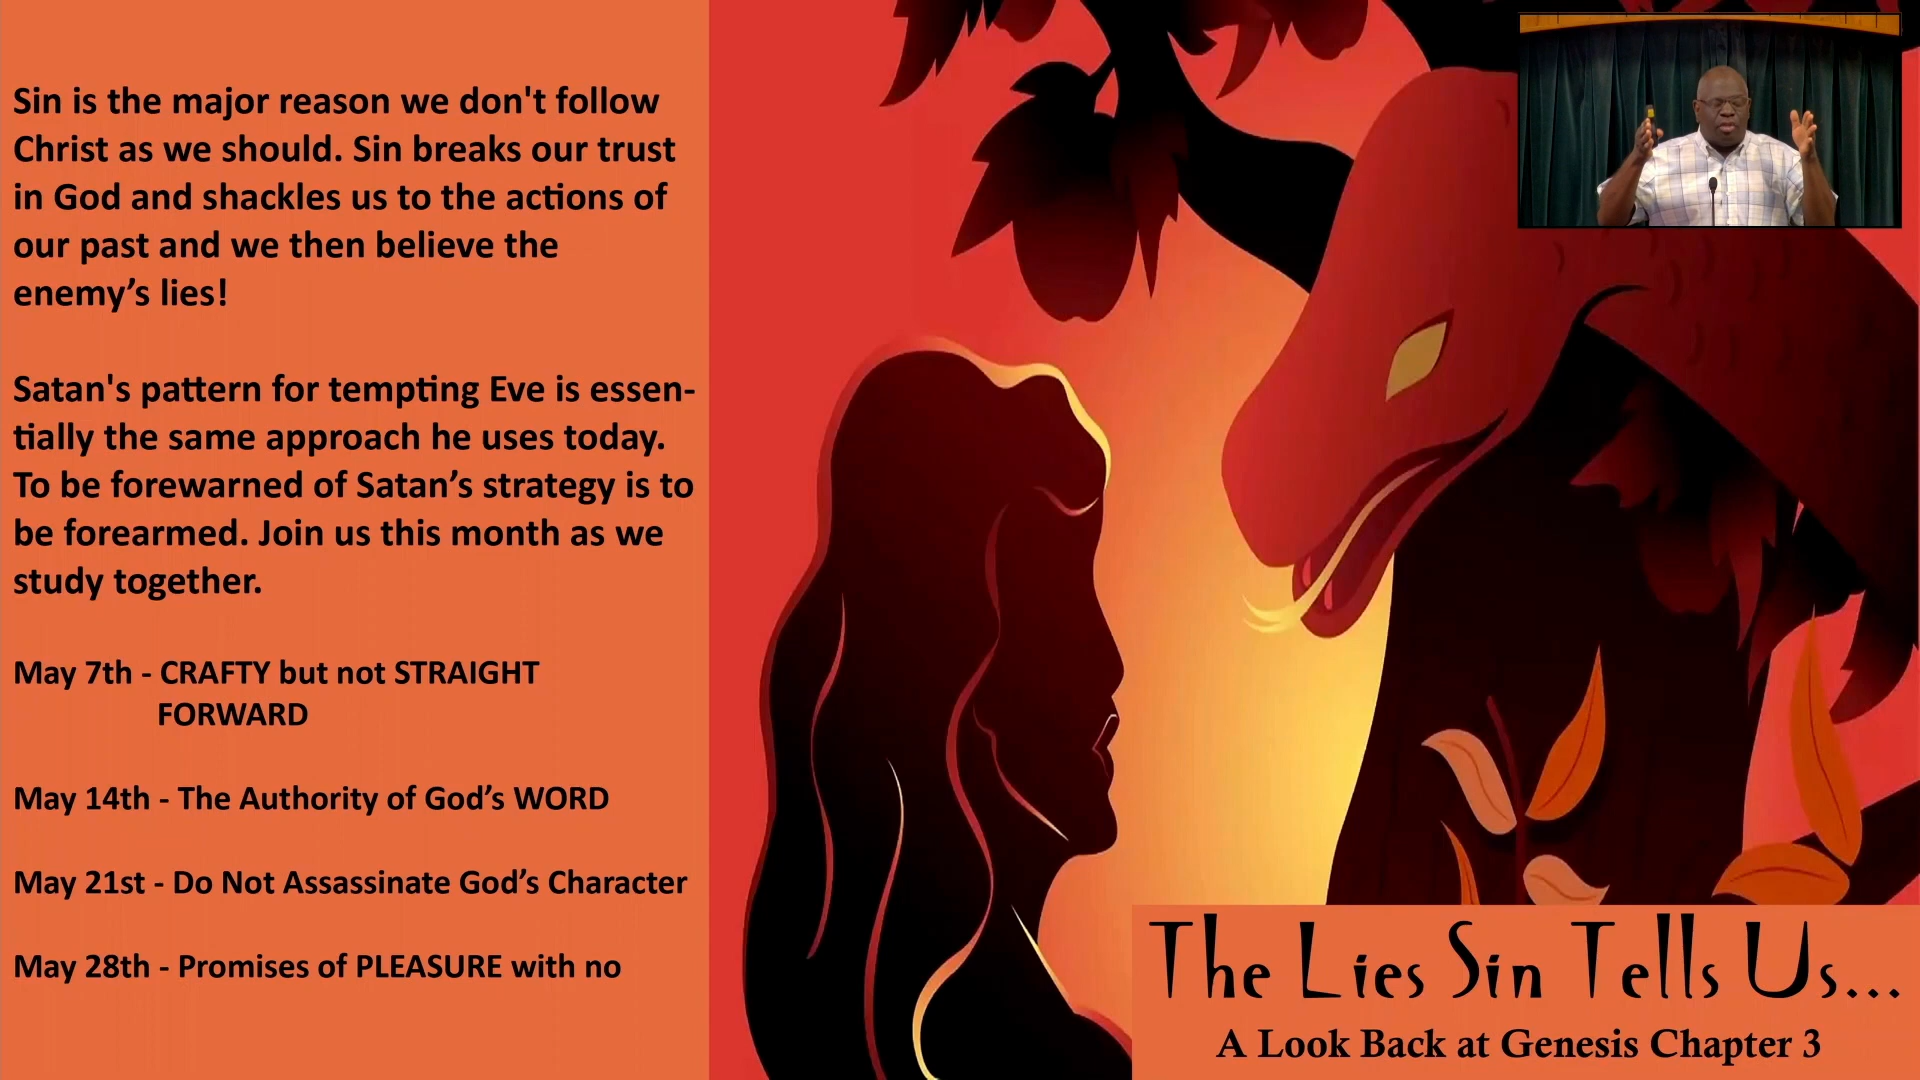 Sin is the major reason we don't follow
Christ as we should. Sin breaks our trust
in God and shackles us to the actions of
our past and we then believe the
enemy’s lies!
Satan's pattern for tempting Eve is essen-
tially the same approach he uses today.
To be forewarned of Satan’s strategy is to
be forearmed. Join us this month as we
study together.
May 7th - CRAFTY but not STRAIGHT
FORWARD
May 14th - The Authority of God’s WORD
May 21st - Do Not Assassinate God’s Character
May 28th - Promises of PLEASURE with no
The Lies Sin Tells Us...
A Look Back at Genesis Chapter 3